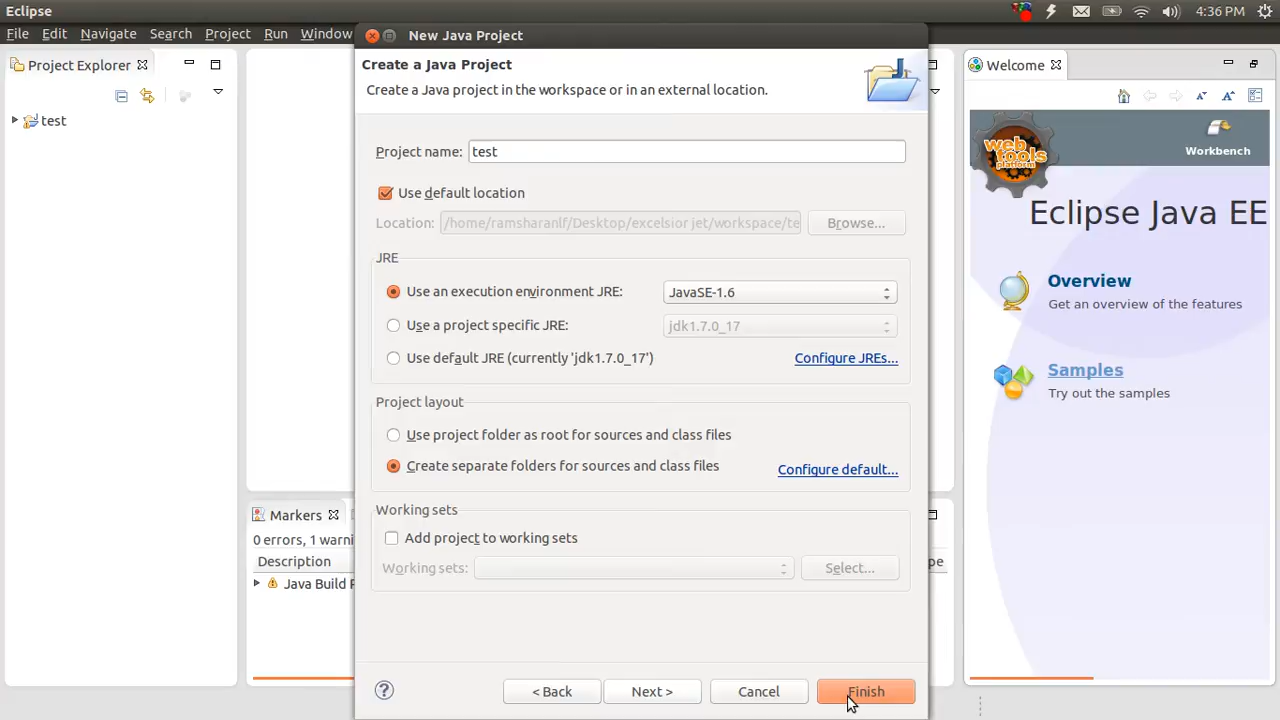 Eclipse
4:36 PM
File Edit Navigate Search Project Run Window
New Java Project
Project Explorer
Create a Java Project
Create a Java project in the workspace or in an external location.
Welcome
test
Project name: test
web tools platform
Workbench
Use default location
Location: /home/ramsharanlf/Desktop/excelsior jet/workspace/te Browse...
Eclipse Java EE
JRE
Use an execution environment JRE: JavaSE-1.6
Overview
Get an overview of the features
Use a project specific JRE: jdk1.7.0_17
Use default JRE (currently 'jdk1.7.0_17') Configure JREs...
Samples
Try out the samples
Project layout
Use project folder as root for sources and class files
Create separate folders for sources and class files Configure default...
Working sets
Markers
Add project to working sets
0 errors, 1 warni
Description pe
Working sets: Select...
Java Build P
< Back Next > Cancel Finish